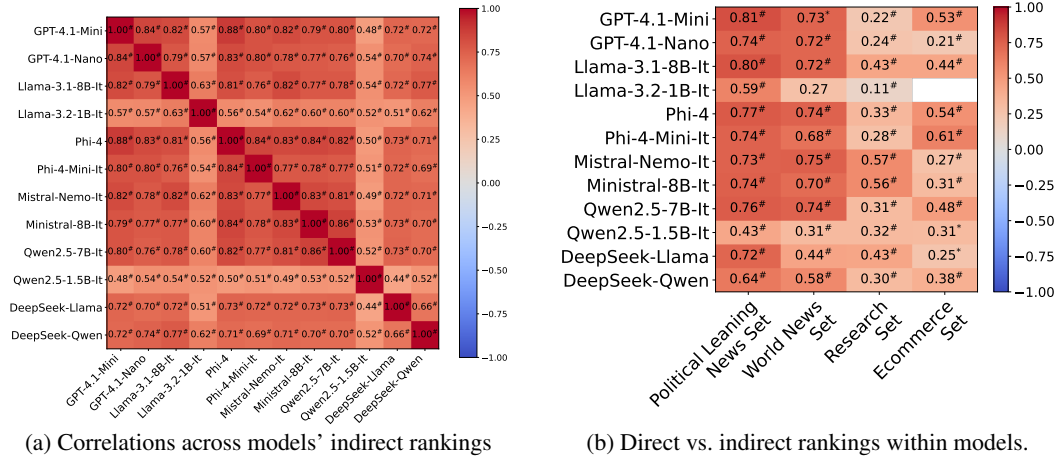 GPT-4.1-Mini 1.00# 0.84# 0.82# 0.57# 0.88# 0.80# 0.82# 0.79# 0.80# 0.48# 0.72# 0.72#
GPT-4.1-Nano 0.84# 1.00# 0.79# 0.57# 0.83# 0.80# 0.78# 0.77# 0.76# 0.54# 0.70# 0.74#
Llama-3.1-8B-It 0.82# 0.79# 1.00# 0.63# 0.81# 0.76# 0.82# 0.77# 0.78# 0.54# 0.72# 0.77#
Llama-3.2-1B-It 0.57# 0.57# 0.63# 1.00# 0.56# 0.54# 0.62# 0.60# 0.60# 0.52# 0.51# 0.62#
Phi-4 0.88# 0.83# 0.81# 0.56# 1.00# 0.84# 0.83# 0.84# 0.82# 0.50# 0.73# 0.71#
Phi-4-Mini-It 0.80# 0.80# 0.76# 0.54# 0.84# 1.00# 0.77# 0.78# 0.77# 0.51# 0.72# 0.69#
Mistral-Nemo-It 0.82# 0.78# 0.82# 0.62# 0.83# 0.77# 1.00# 0.83# 0.81# 0.49# 0.72# 0.71#
Ministral-8B-It 0.79# 0.77# 0.77# 0.60# 0.84# 0.78# 0.83# 1.00# 0.86# 0.53# 0.73# 0.70#
Qwen2.5-7B-It 0.80# 0.76# 0.78# 0.60# 0.82# 0.77# 0.81# 0.86# 1.00# 0.52# 0.73# 0.70#
Qwen2.5-1.5B-It 0.48# 0.54# 0.54# 0.52# 0.50# 0.51# 0.49# 0.53# 0.52# 1.00# 0.44# 0.52#
DeepSeek-Llama 0.72# 0.70# 0.72# 0.51# 0.73# 0.72# 0.72# 0.73# 0.73# 0.44# 1.00# 0.66#
DeepSeek-Qwen 0.72# 0.74# 0.77# 0.62# 0.71# 0.69# 0.71# 0.70# 0.70# 0.52# 0.66# 1.00#
GPT-4.1-Mini
GPT-4.1-Nano
Llama-3.1-8B-It
Llama-3.2-1B-It
Phi-4
Phi-4-Mini-It
Mistral-Nemo-It
Ministral-8B-It
Qwen2.5-7B-It
Qwen2.5-1.5B-It
DeepSeek-Llama
DeepSeek-Qwen
1.00
0.75
0.50
0.25
0.00
−0.25
−0.50
−0.75
−1.00
(a) Correlations across models' indirect rankings
GPT-4.1-Mini 0.81# 0.73* 0.22# 0.53#
GPT-4.1-Nano 0.74# 0.72# 0.24# 0.21#
Llama-3.1-8B-It 0.80# 0.72# 0.43# 0.44#
Llama-3.2-1B-It 0.59# 0.27 0.11#
Phi-4 0.77# 0.74# 0.33# 0.54#
Phi-4-Mini-It 0.74# 0.68# 0.28# 0.61#
Mistral-Nemo-It 0.73# 0.75# 0.57# 0.27#
Ministral-8B-It 0.74# 0.70# 0.56# 0.31#
Qwen2.5-7B-It 0.76# 0.74# 0.31# 0.48#
Qwen2.5-1.5B-It 0.43# 0.31# 0.32# 0.31*
DeepSeek-Llama 0.72# 0.44# 0.43# 0.25*
DeepSeek-Qwen 0.64# 0.58# 0.30# 0.38#
Political Leaning
News Set
World News
Set
Research
Set
Ecommerce
Set
1.00
0.75
0.50
0.25
0.00
−0.25
−0.50
−0.75
−1.00
(b) Direct vs. indirect rankings within models.